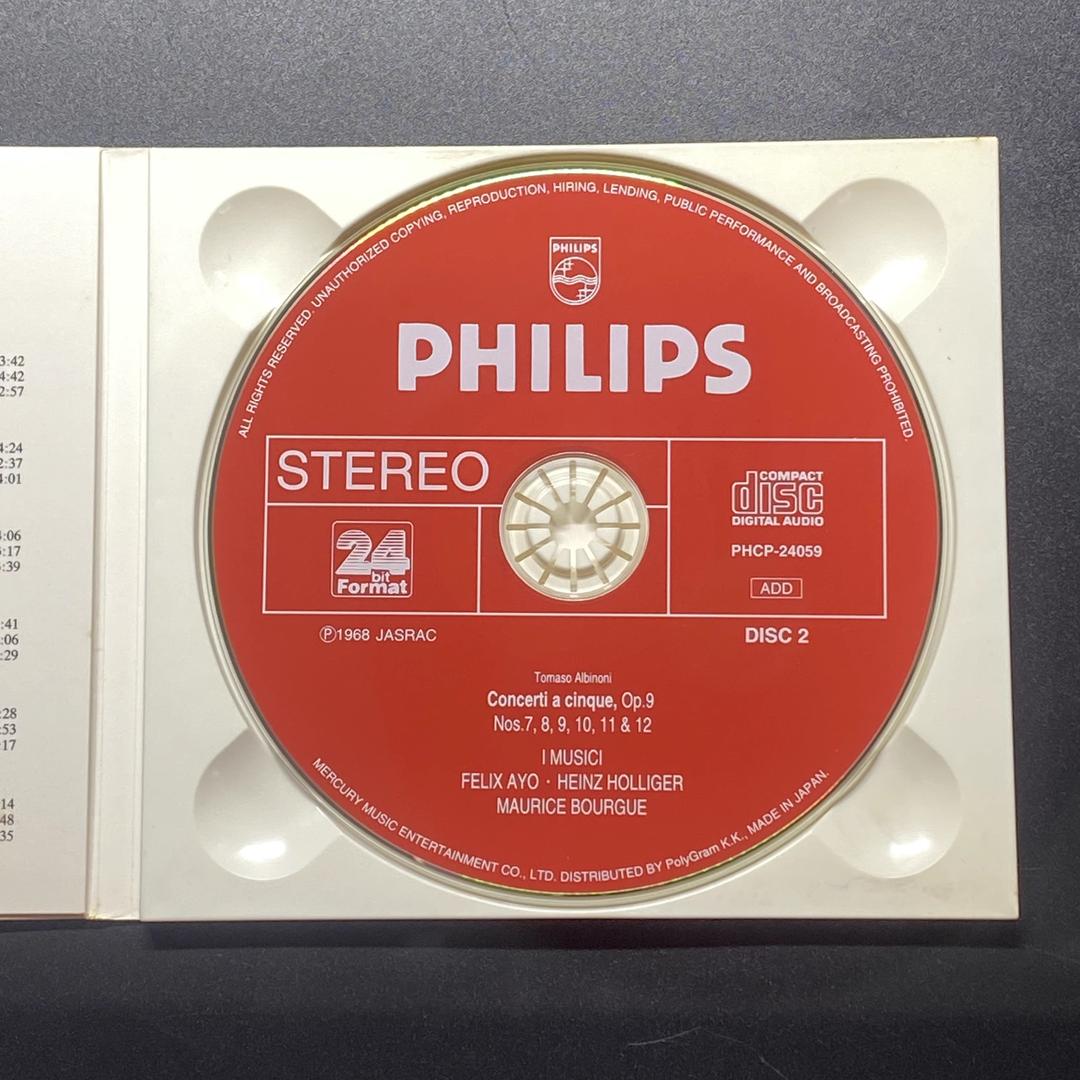 3:42
4:42
2:57
4:24
2:37
4:01
:06
:17
:39
:41
:06
:29
:28
:53
:17
14
48
35
ALL RIGHTS RESERVED. UNAUTHORIZED COPYING, REPRODUCTION, HIRING, LENDING, PUBLIC PERFORMANCE AND BROADCASTING PROHIBITED.
PHILIPS
PHILIPS
STEREO
24
bit
Format
COMPACT
disc
DIGITAL AUDIO
PHCP-24059
ADD
Ⓟ1968 JASRAC
DISC 2
Tomaso Albinoni
Concerti a cinque, Op.9
Nos.7, 8, 9, 10, 11 & 12
I MUSICI
FELIX AYO · HEINZ HOLLIGER
MAURICE BOURGUE
MERCURY MUSIC ENTERTAINMENT CO., LTD. DISTRIBUTED BY PolyGram K.K., MADE IN JAPAN.